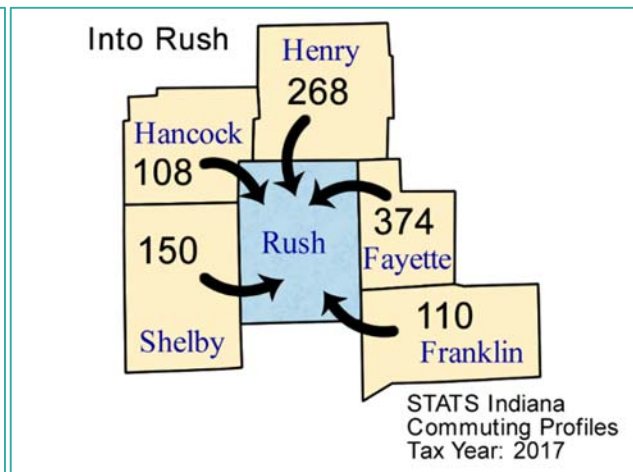 Into Rush
Henry
268
Hancock
108
374
Fayette
Rush
150
Shelby
110
Franklin
STATS Indiana
Commuting Profiles
Tax Year: 2017